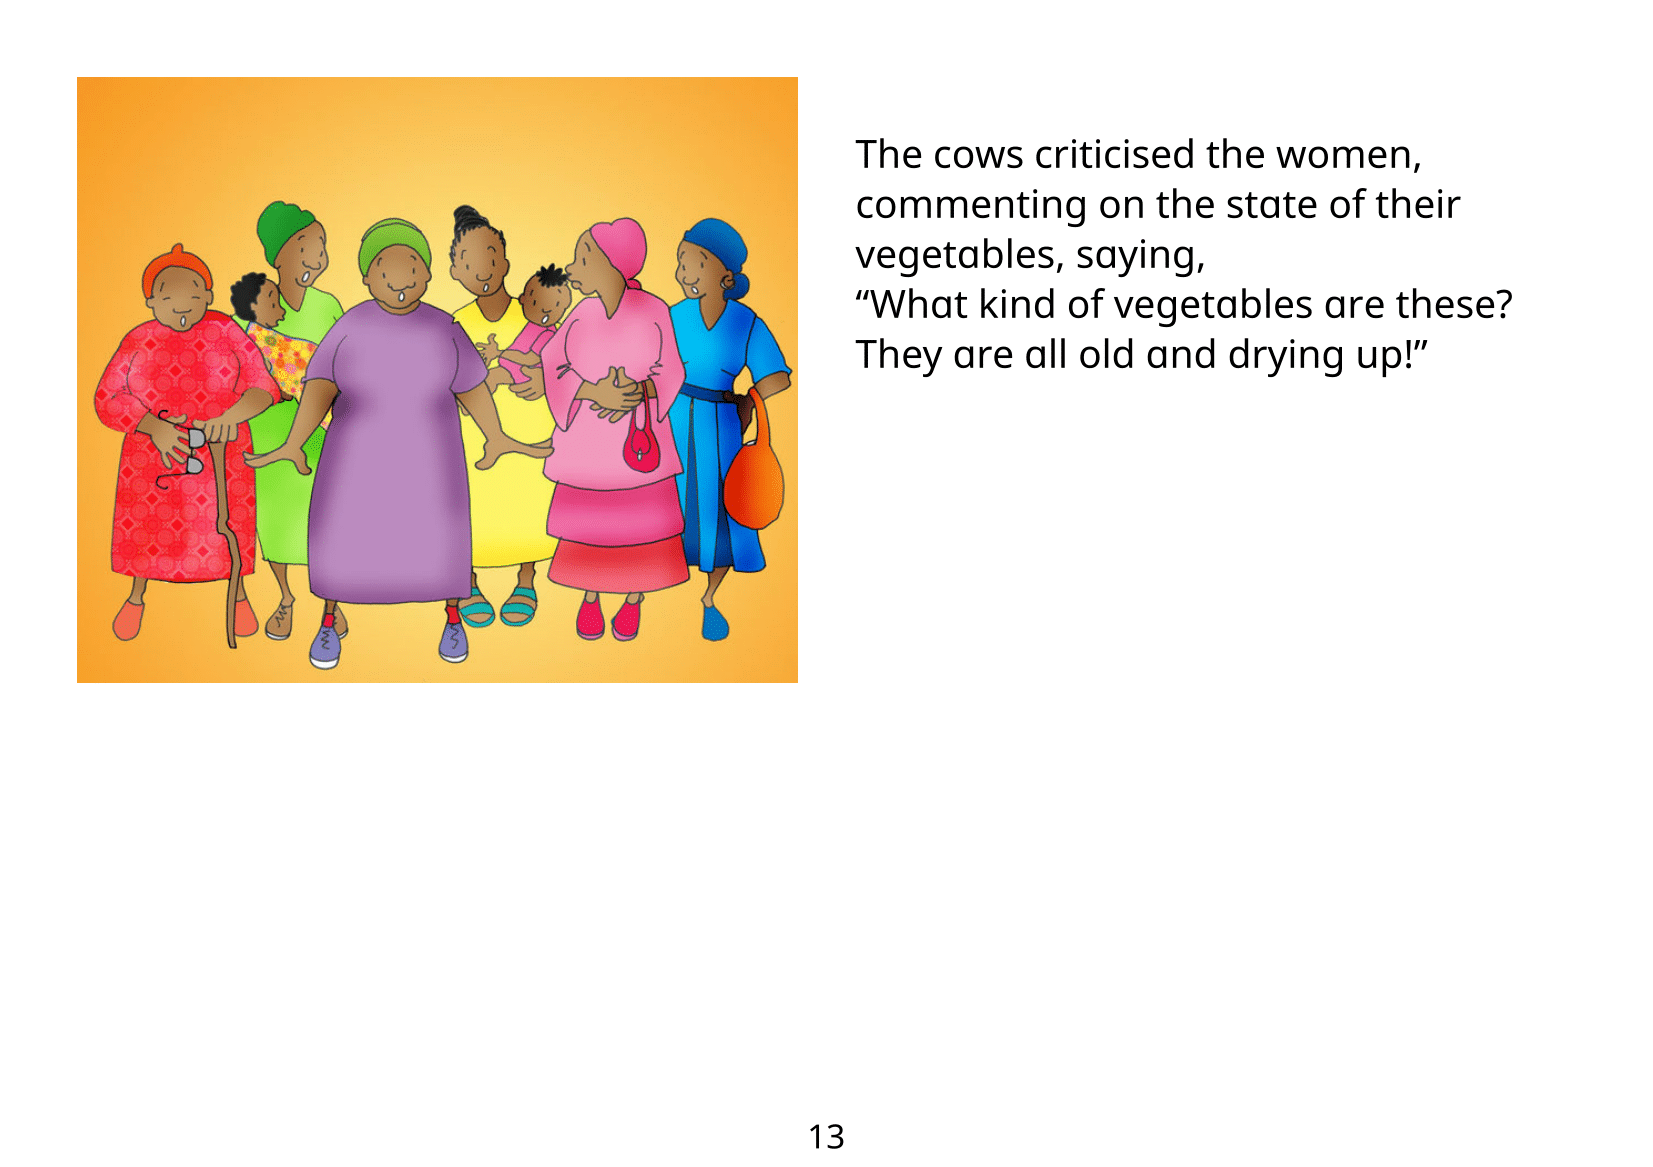 The cows criticised the women,
commenting on the state of their
vegetables, saying,
“What kind of vegetables are these?
They are all old and drying up!”
13